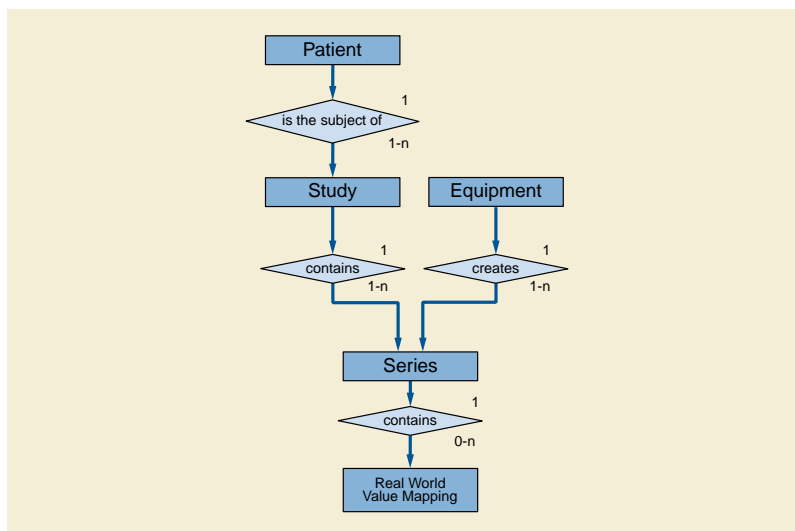 Patient
1
is the subject of
1-n
Study
Equipment
1
1
contains
creates
1-n
1-n
Series
1
contains
0-n
Real World
Value Mapping